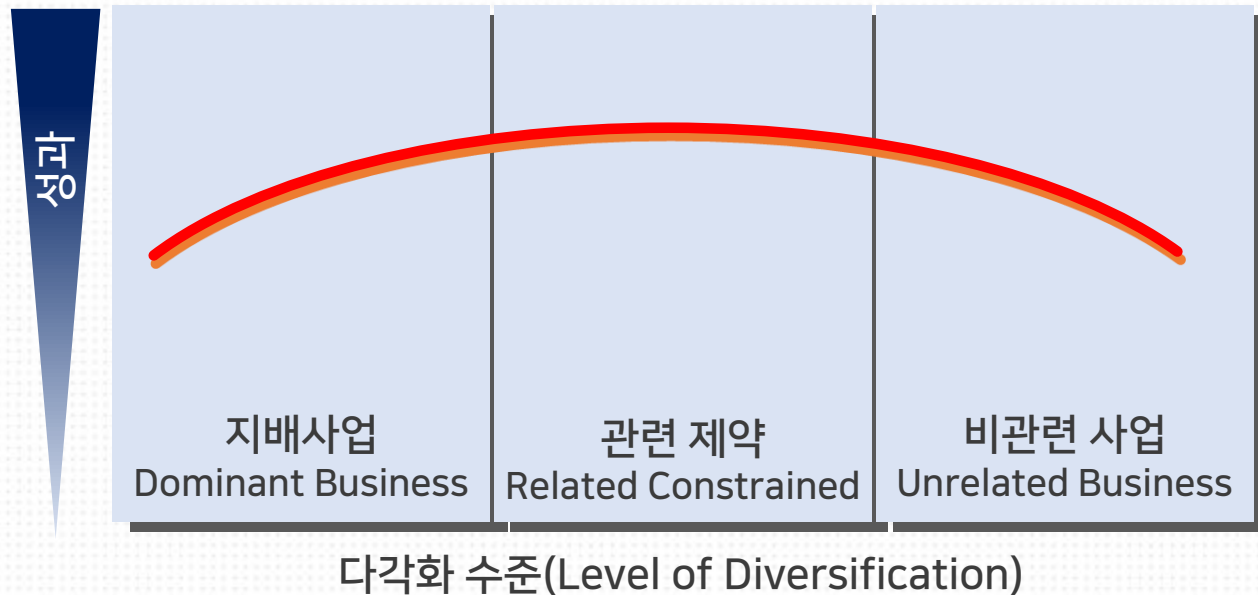 성과
지배사업
Dominant Business
관련 제약
Related Constrained
비관련 사업
Unrelated Business
다각화 수준(Level of Diversification)